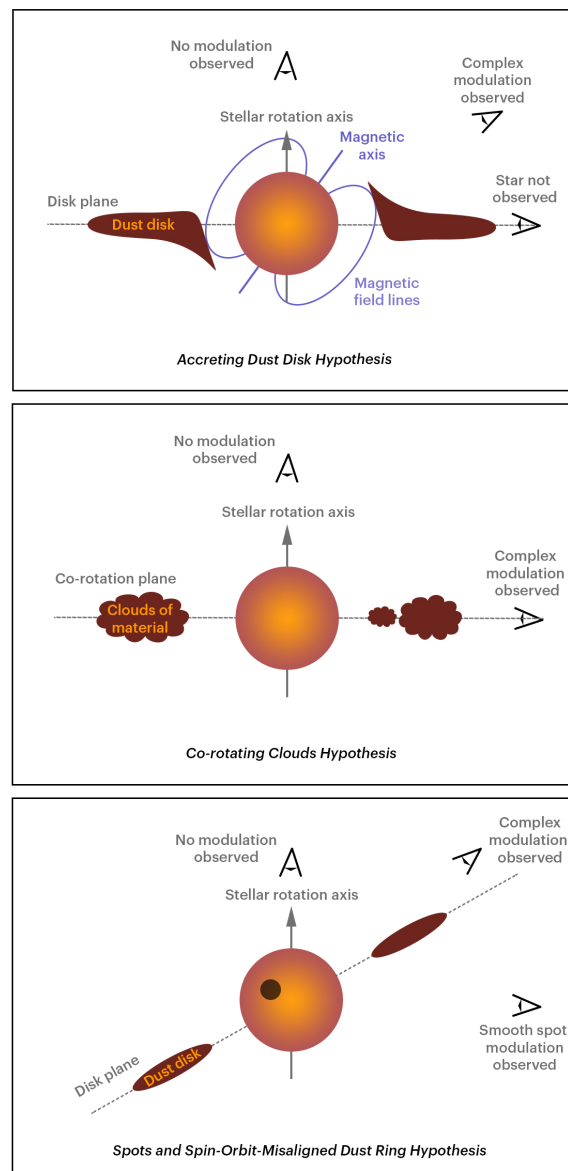 No modulation
observed
Complex
modulation
observed
Stellar rotation axis
Magnetic
axis
Disk plane
Star not
observed
Dust disk
Magnetic
field lines
Accreting Dust Disk Hypothesis
No modulation
observed
Stellar rotation axis
Co-rotation plane
Complex
modulation
observed
Clouds of
material
Co-rotating Clouds Hypothesis
No modulation
observed
Complex
modulation
observed
Stellar rotation axis
Disk plane
Dust disk
Smooth spot
modulation
observed
Spots and Spin-Orbit-Misaligned Dust Ring Hypothesis